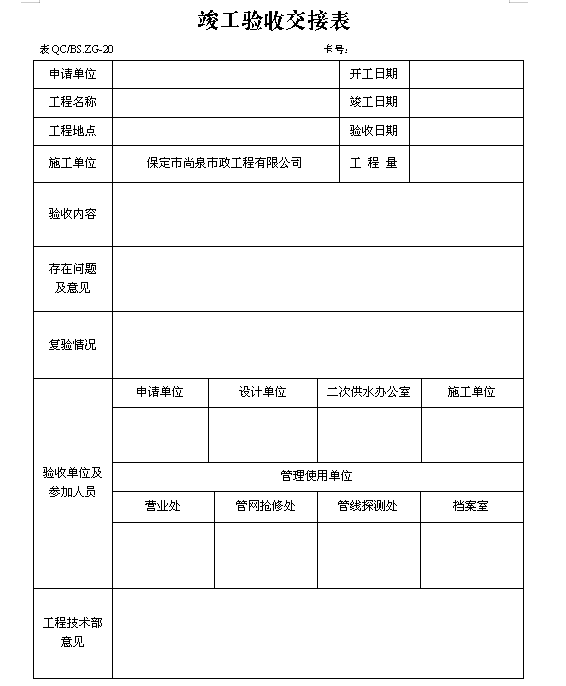 竣工验收交接表
表QC/BS.ZG-20 卡号：
申请单位 开工日期
工程名称 竣工日期
工程地点 验收日期
施工单位 保定市尚泉市政工程有限公司 工 程 量
验收内容
存在问题
及意见
复验情况
申请单位 设计单位 二次供水办公室 施工单位
验收单位及
参加人员
管理使用单位
营业处 管网抢修处 管线探测处 档案室
工程技术部
意见